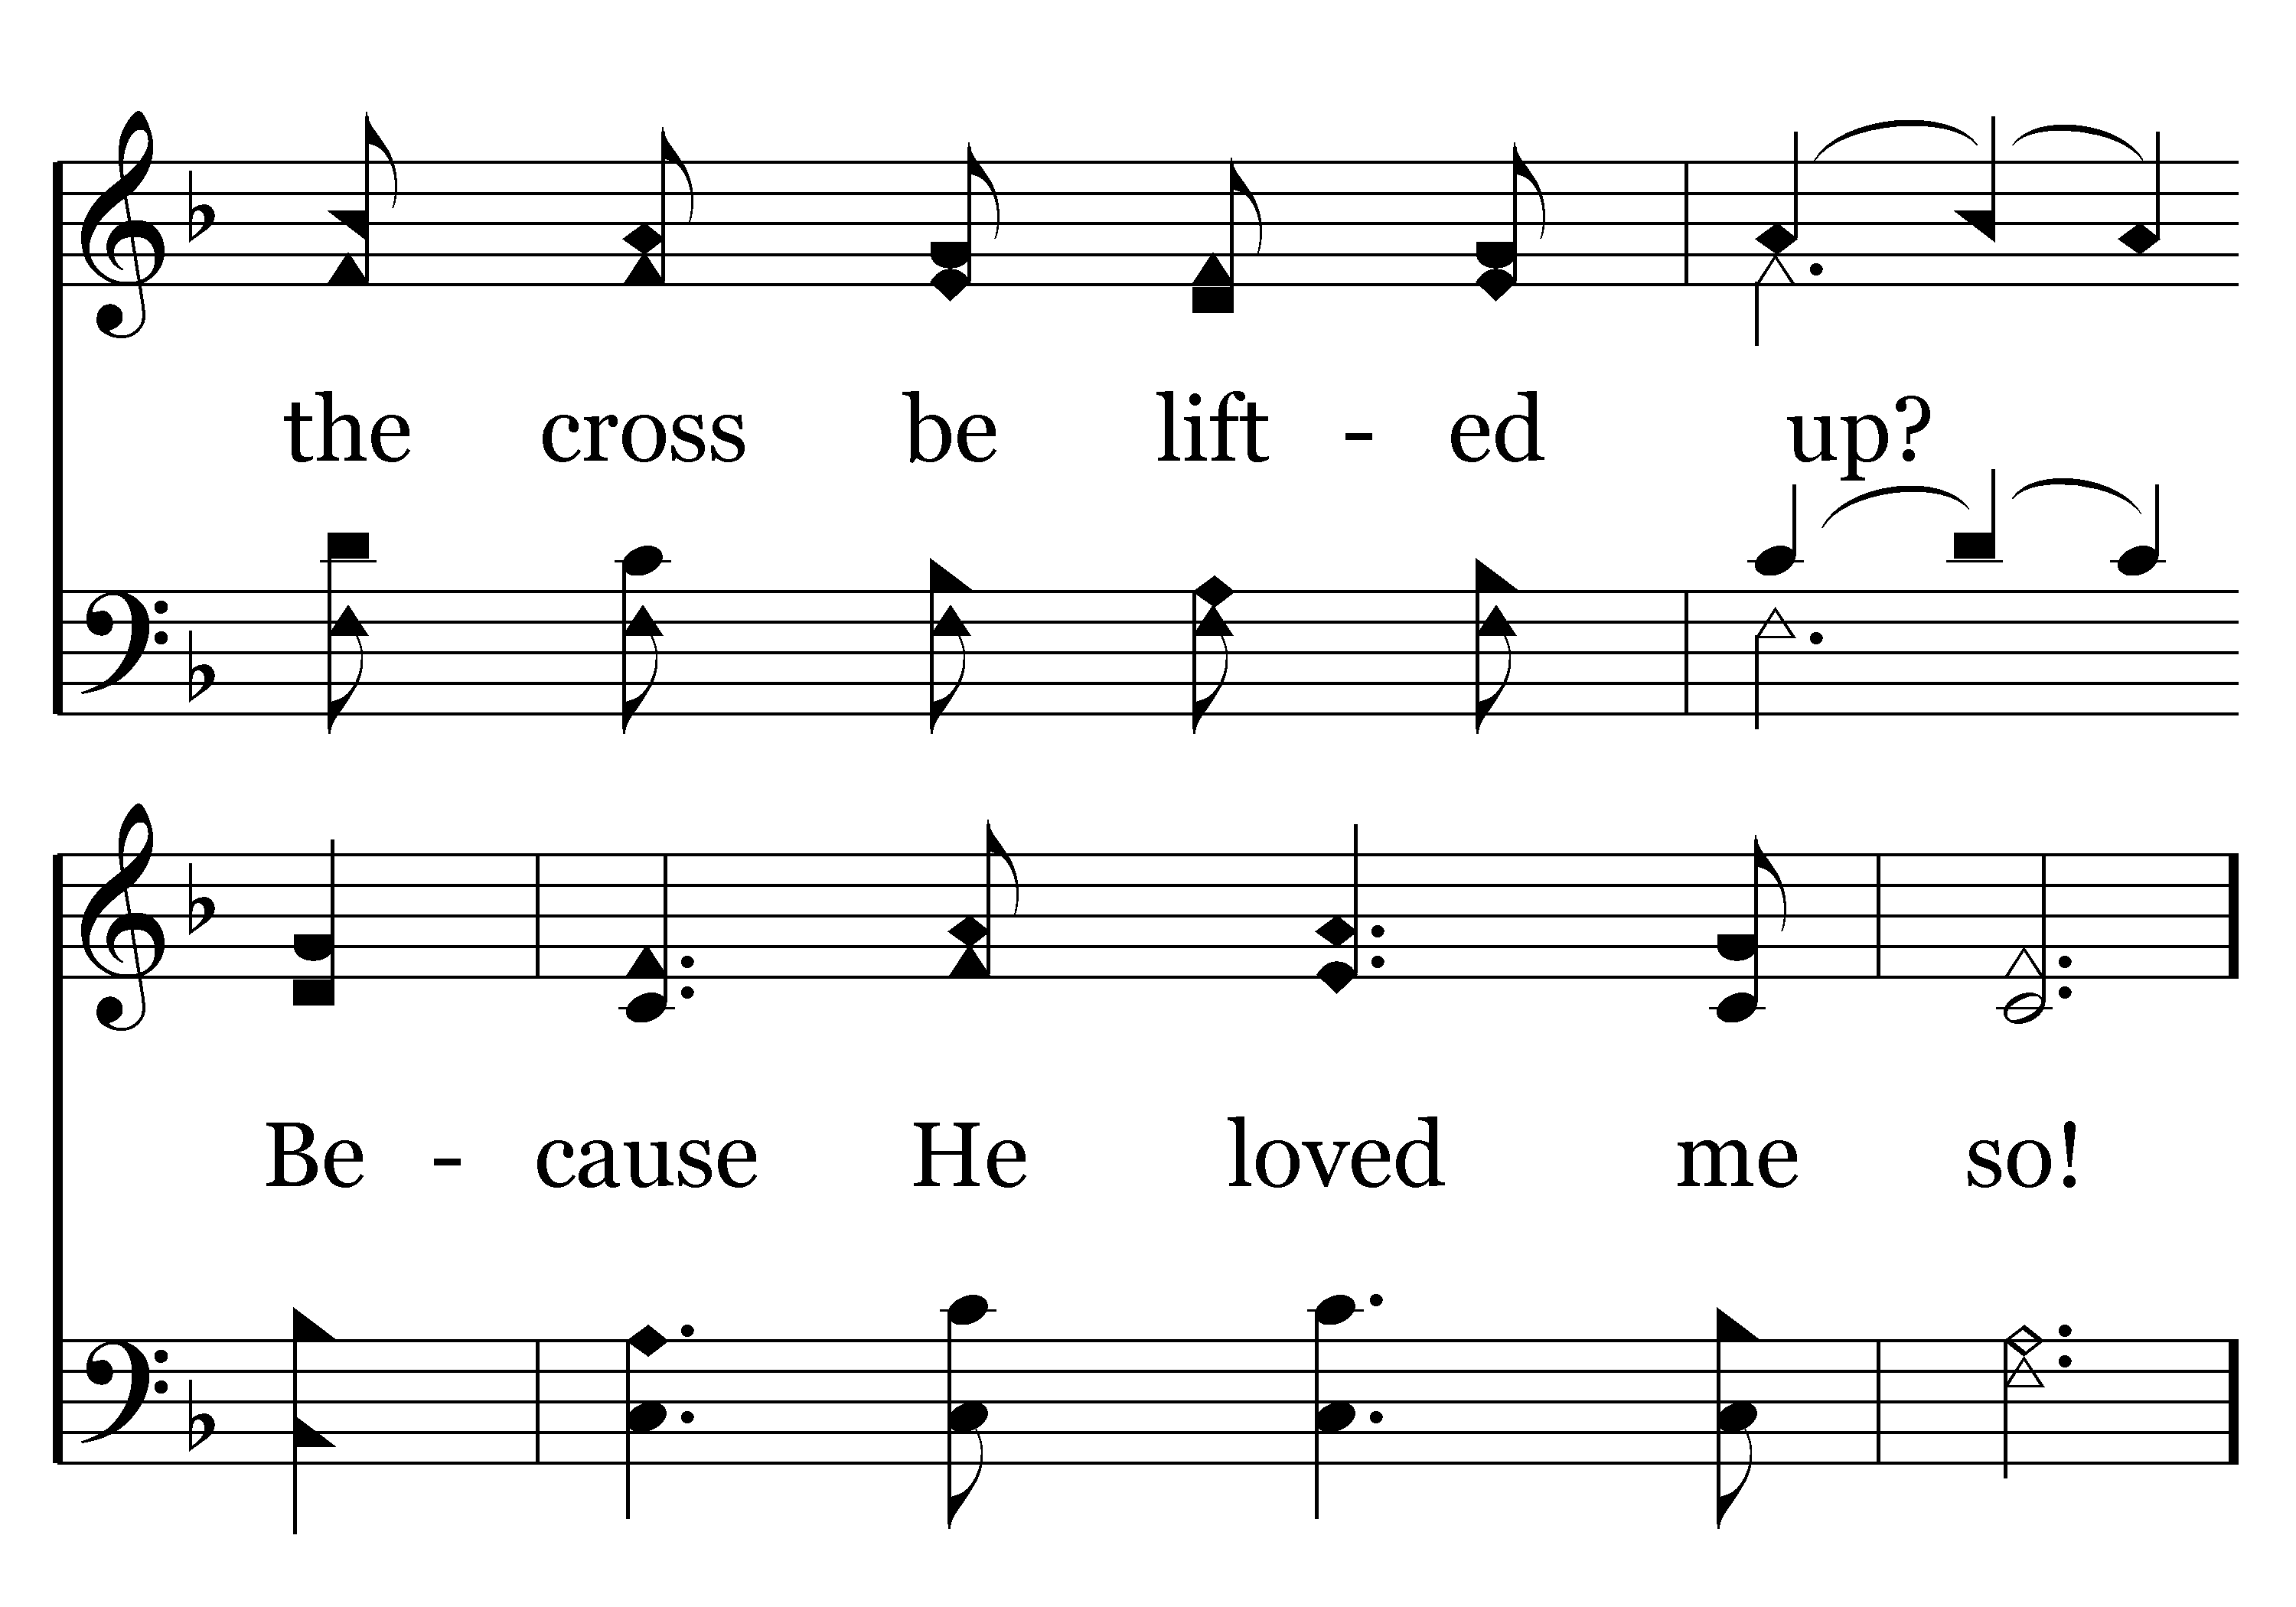 the cross be lift - ed up?
Be - cause He loved me so!